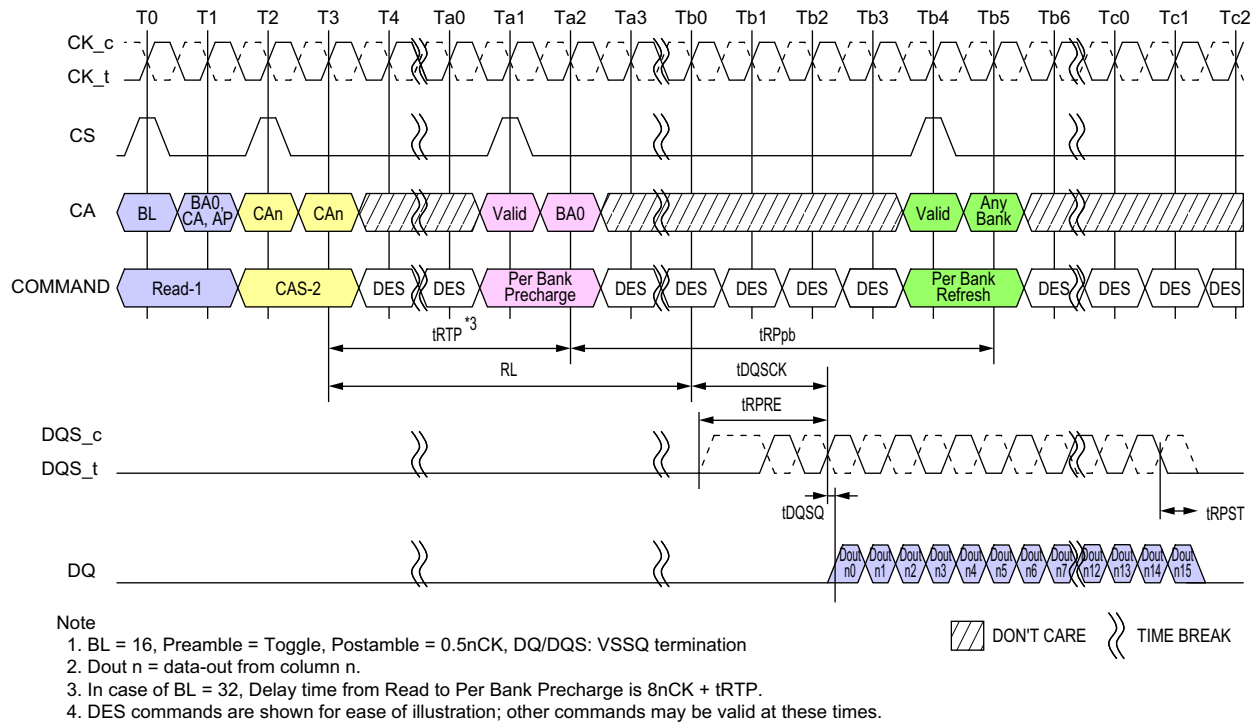 T0 T1 T2 T3 T4 Ta0 Ta1 Ta2 Ta3 Tb0 Tb1 Tb2 Tb3 Tb4 Tb5 Tb6 Tc0 Tc1 Tc2
CK_c
CK_t
CS
CA BL BA0, CA, AP CAn CAn Valid BA0 Valid Any Bank
COMMAND Read-1 CAS-2 DES DES Per Bank Precharge DES DES DES DES DES Per Bank Refresh DES DES DES DES
tRTP *3 tRPpb
RL tDQSCK
tRPRE
DQS_c
DQS_t
tDQSQ tRPST
DQ Dout n0 Dout n1 Dout n2 Dout n3 Dout n4 Dout n5 Dout n6 Dout n7 Dout n12 Dout n13 Dout n14 Dout n15
Note
1. BL = 16, Preamble = Toggle, Postamble = 0.5nCK, DQ/DQS: VSSQ termination
2. Dout n = data-out from column n.
3. In case of BL = 32, Delay time from Read to Per Bank Precharge is 8nCK + tRTP.
4. DES commands are shown for ease of illustration; other commands may be valid at these times.
DON'T CARE TIME BREAK